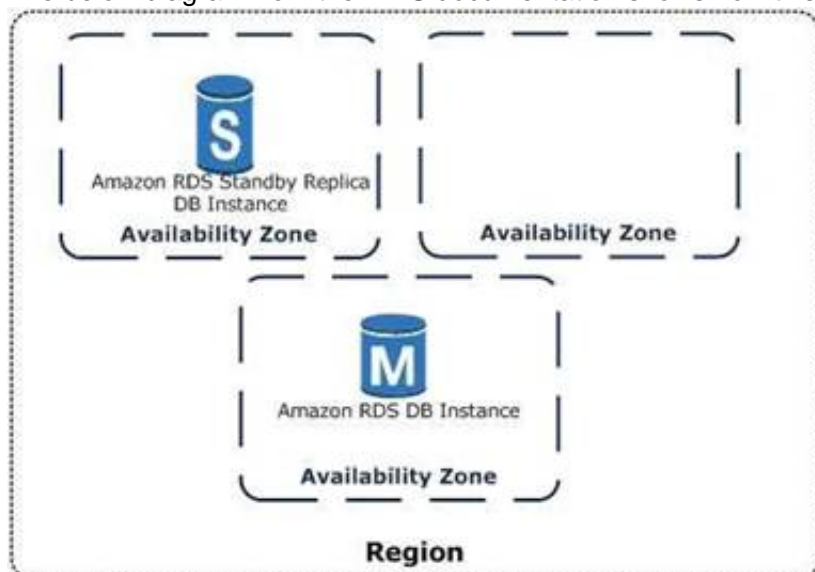 S
Amazon RDS Standby Replica
DB Instance
Availability Zone
Availability Zone
M
Amazon RDS DB Instance
Availability Zone
Region